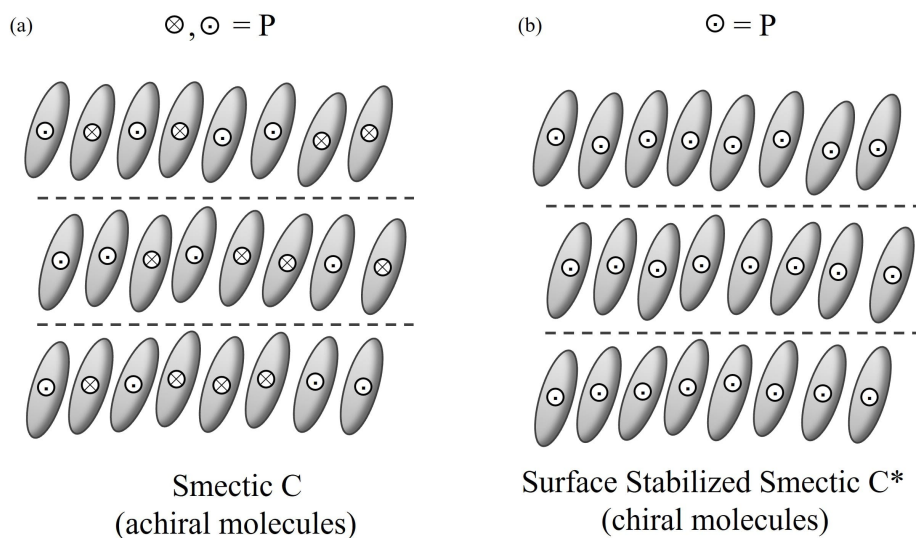 (a)
⊗,⊙ = P
(b)
⊙ = P
Smectic C
(achiral molecules)
Surface Stabilized Smectic C*
(chiral molecules)